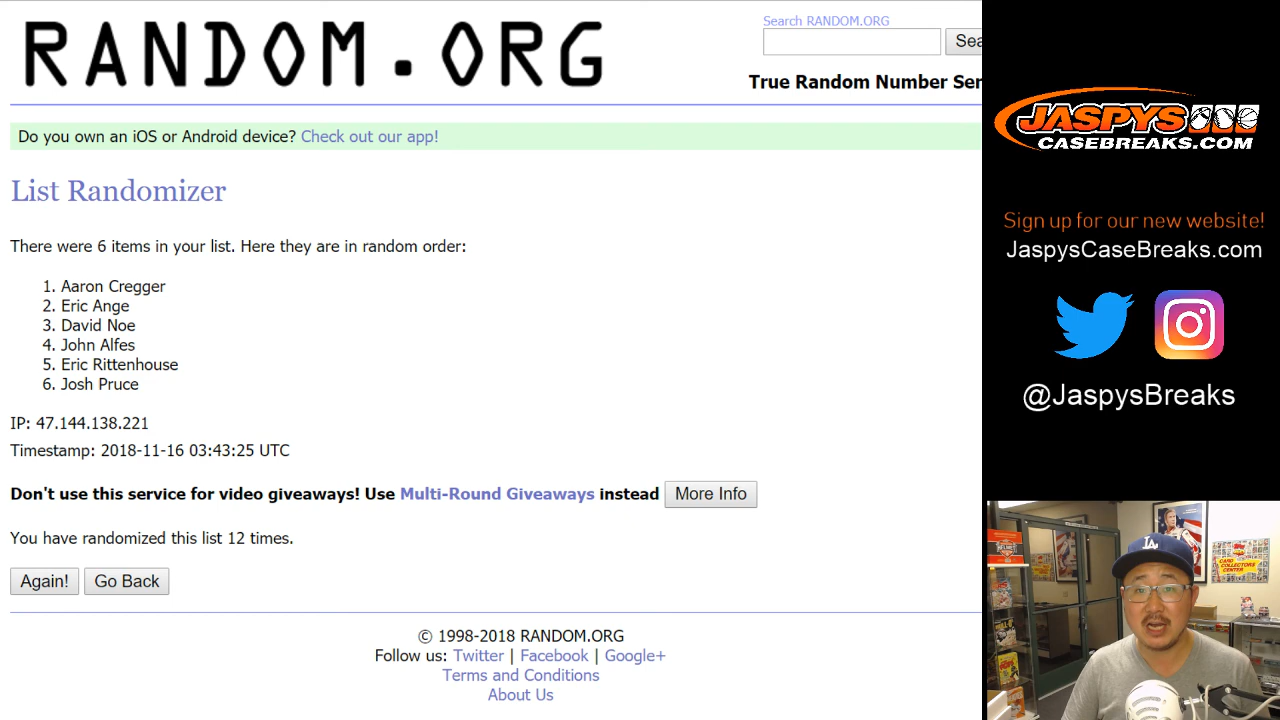 RANDOM.ORG
Search RANDOM.ORG
Sea
True Random Number Ser
Do you own an iOS or Android device? Check out our app!
List Randomizer
There were 6 items in your list. Here they are in random order:
1. Aaron Cregger
2. Eric Ange
3. David Noe
4. John Alfes
5. Eric Rittenhouse
6. Josh Pruce
IP: 47.144.138.221
Timestamp: 2018-11-16 03:43:25 UTC
Don't use this service for video giveaways! Use Multi-Round Giveaways instead More Info
You have randomized this list 12 times.
Again! Go Back
© 1998-2018 RANDOM.ORG
Follow us: Twitter | Facebook | Google+
Terms and Conditions
About Us
JASPYS
CASEBREAKS.COM
Sign up for our new website!
JaspysCaseBreaks.com
@JaspysBreaks
LA
topps
CARD
COLLECTORS
CENTER